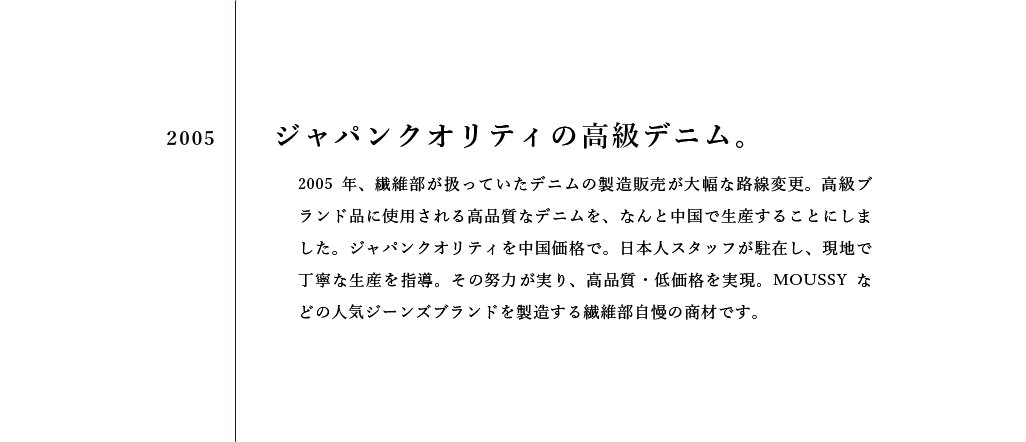 2005
ジャパンクオリティの高級デニム。
2005 年、繊維部が扱っていたデニムの製造販売が大幅な路線変更。高級ブ
ランド品に使用される高品質なデニムを、なんと中国で生産することにしま
した。ジャパンクオリティを中国価格で。日本人スタッフが駐在し、現地で
丁寧な生産を指導。その努力が実り、高品質・低価格を実現。MOUSSY な
どの人気ジーンズブランドを製造する繊維部自慢の商材です。